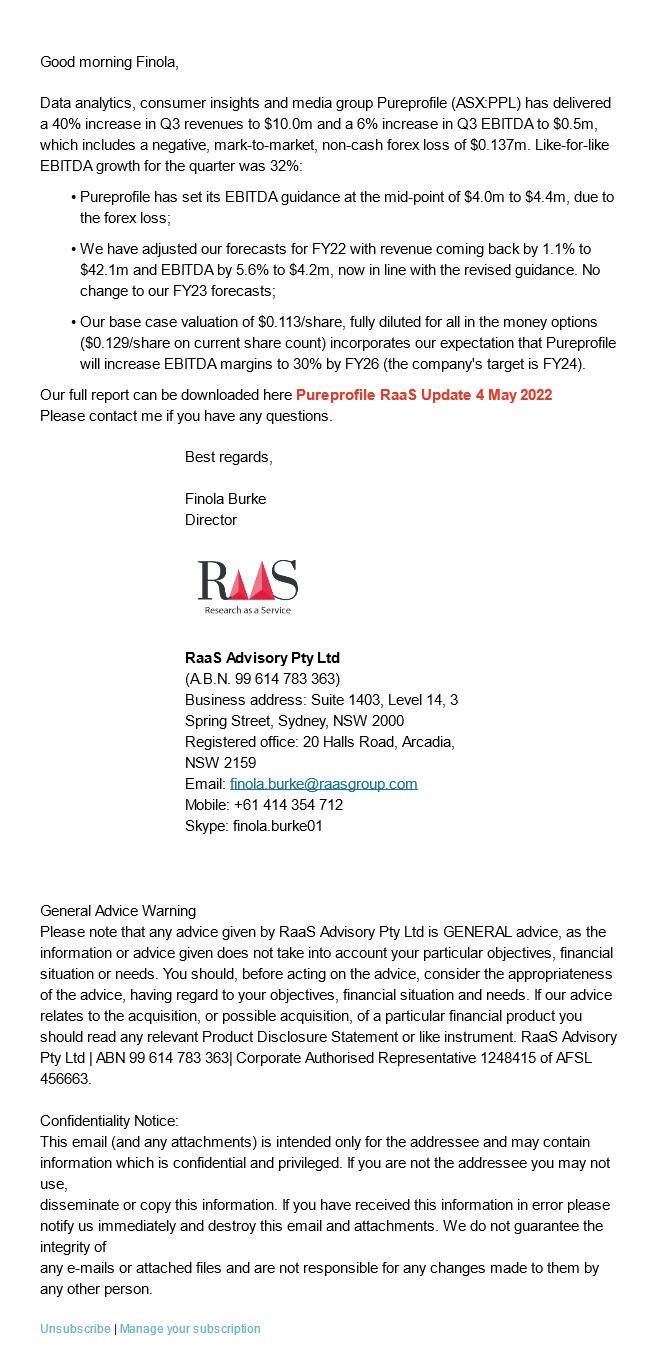 Good morning Finola,
Data analytics, consumer insights and media group Pureprofile (ASX:PPL) has delivered
a 40% increase in Q3 revenues to $10.0m and a 6% increase in Q3 EBITDA to $0.5m,
which includes a negative, mark-to-market, non-cash forex loss of $0.137m. Like-for-like
EBITDA growth for the quarter was 32%:
• Pureprofile has set its EBITDA guidance at the mid-point of $4.0m to $4.4m, due to
the forex loss;
• We have adjusted our forecasts for FY22 with revenue coming back by 1.1% to
$42.1m and EBITDA by 5.6% to $4.2m, now in line with the revised guidance. No
change to our FY23 forecasts;
• Our base case valuation of $0.113/share, fully diluted for all in the money options
($0.129/share on current share count) incorporates our expectation that Pureprofile
will increase EBITDA margins to 30% by FY26 (the company's target is FY24).
Our full report can be downloaded here Pureprofile RaaS Update 4 May 2022
Please contact me if you have any questions.
Best regards,
Finola Burke
Director
RAAS
Research as a Service
RaaS Advisory Pty Ltd
(A.B.N. 99 614 783 363)
Business address: Suite 1403, Level 14, 3
Spring Street, Sydney, NSW 2000
Registered office: 20 Halls Road, Arcadia,
NSW 2159
Email: finola.burke@raasgroup.com
Mobile: +61 414 354 712
Skype: finola.burke01
General Advice Warning
Please note that any advice given by RaaS Advisory Pty Ltd is GENERAL advice, as the
information or advice given does not take into account your particular objectives, financial
situation or needs. You should, before acting on the advice, consider the appropriateness
of the advice, having regard to your objectives, financial situation and needs. If our advice
relates to the acquisition, or possible acquisition, of a particular financial product you
should read any relevant Product Disclosure Statement or like instrument. RaaS Advisory
Pty Ltd | ABN 99 614 783 363| Corporate Authorised Representative 1248415 of AFSL
456663.
Confidentiality Notice:
This email (and any attachments) is intended only for the addressee and may contain
information which is confidential and privileged. If you are not the addressee you may not
use,
disseminate or copy this information. If you have received this information in error please
notify us immediately and destroy this email and attachments. We do not guarantee the
integrity of
any e-mails or attached files and are not responsible for any changes made to them by
any other person.
Unsubscribe | Manage your subscription